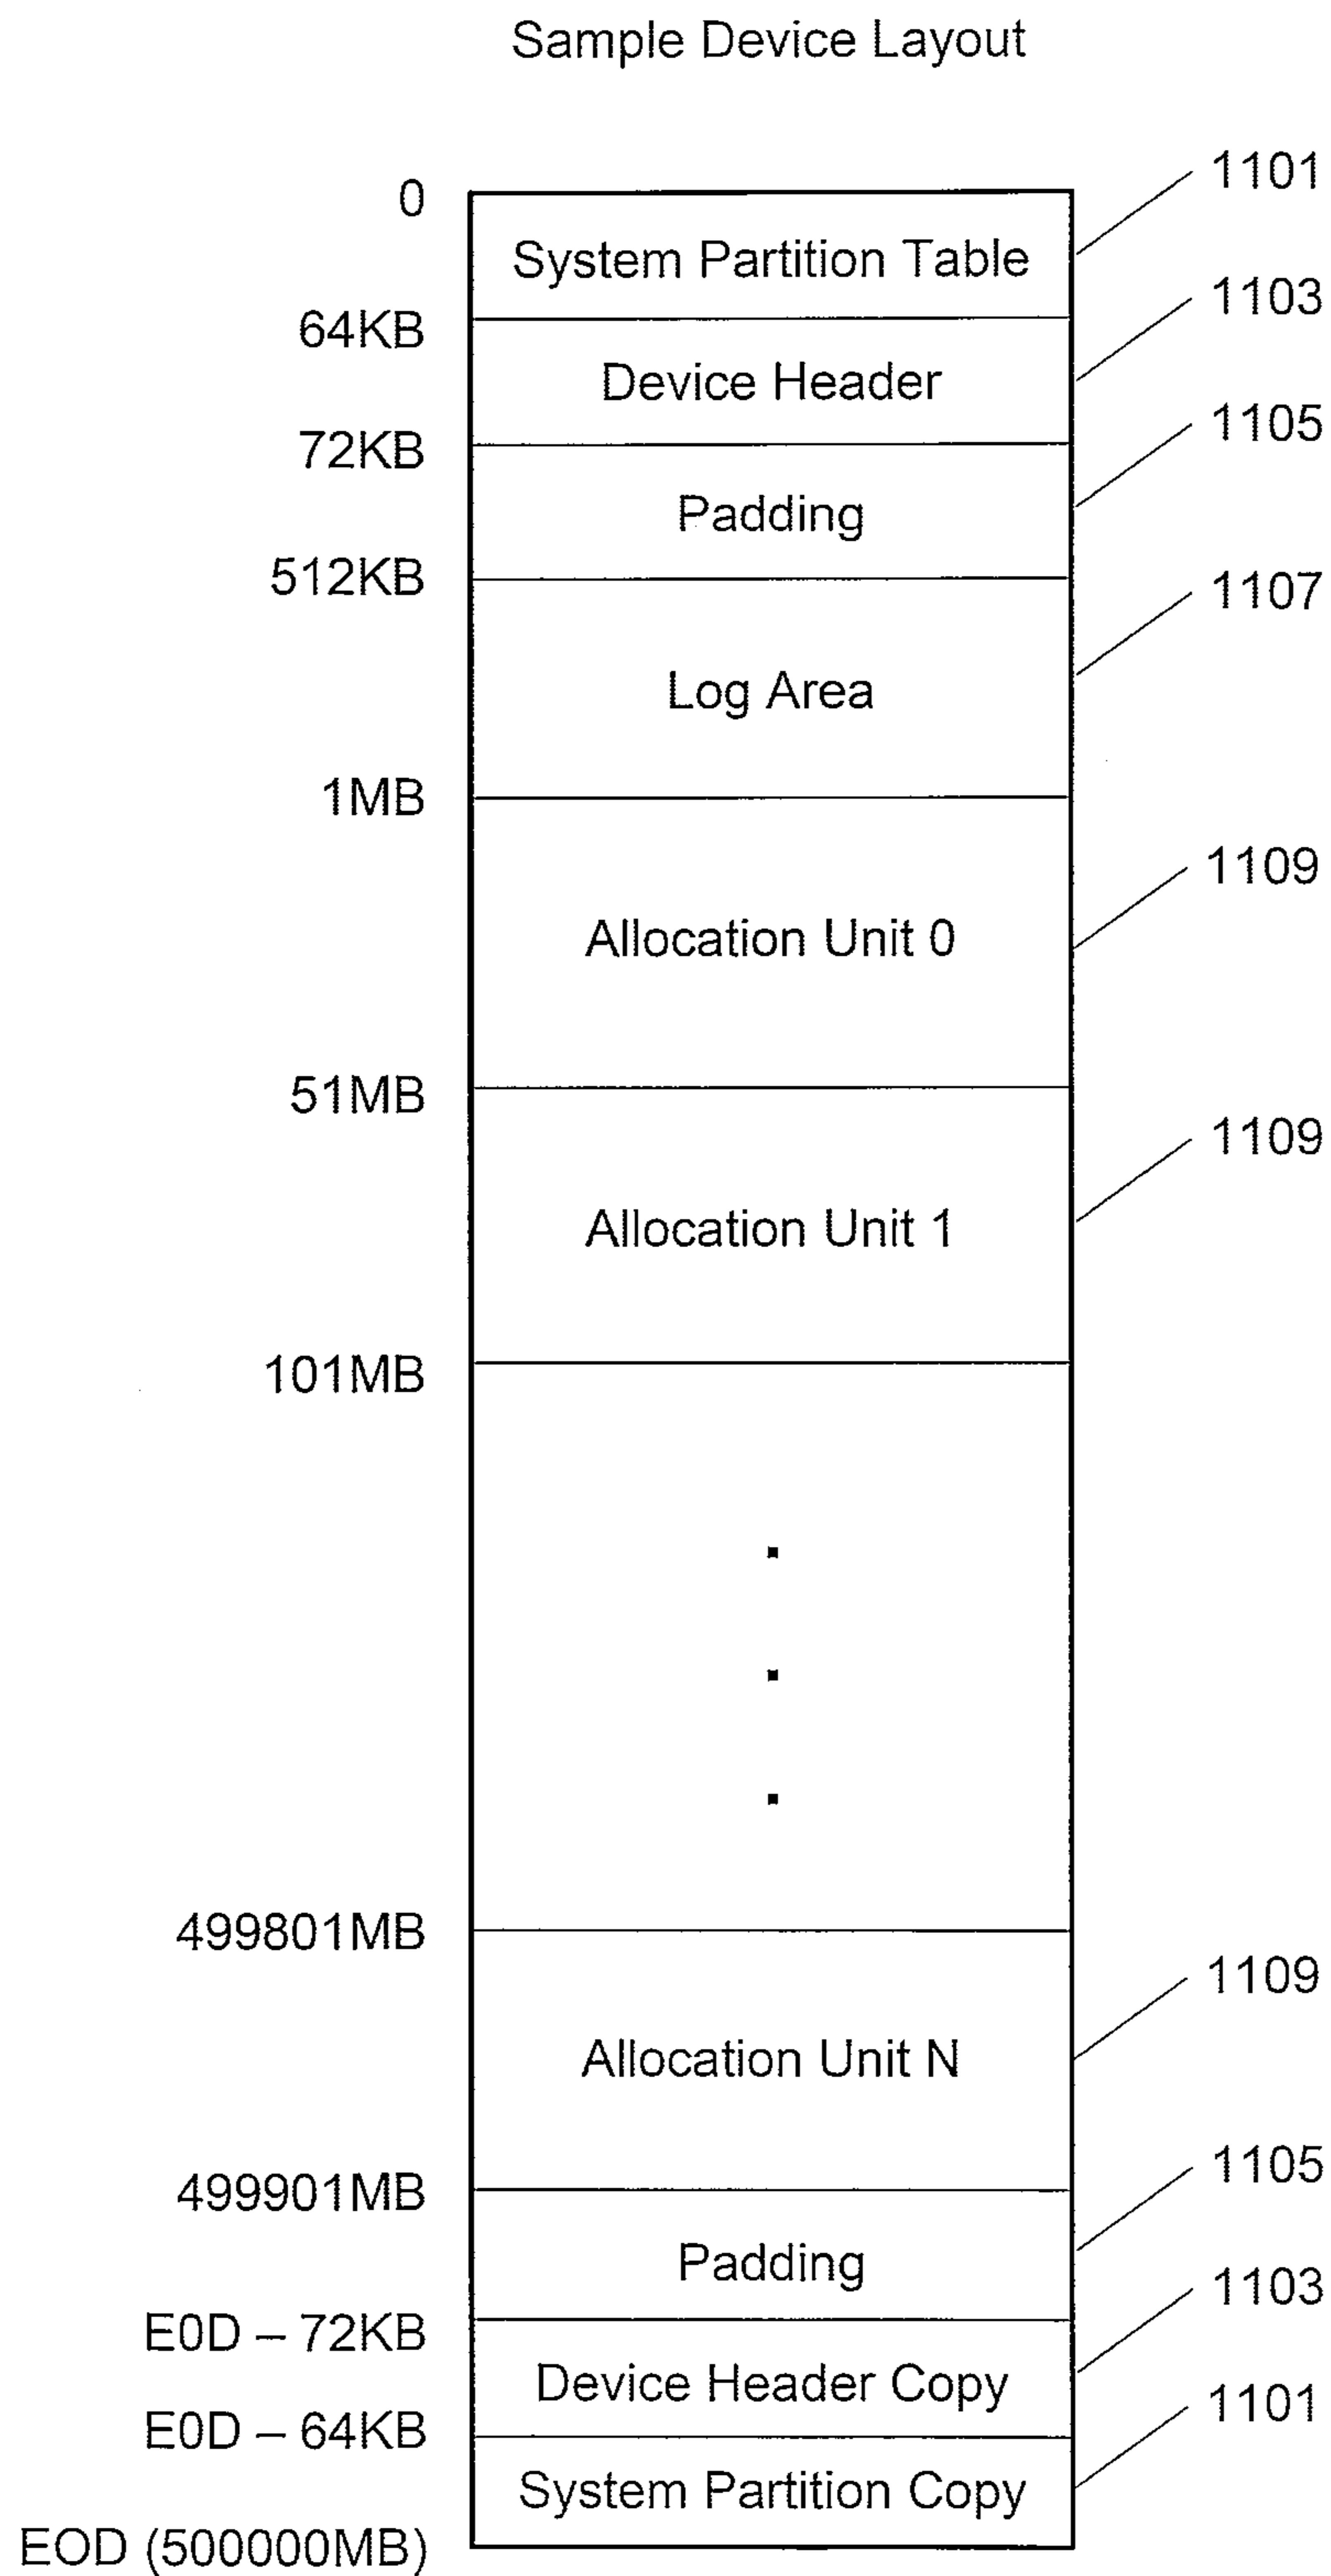 Sample Device Layout
0
System Partition Table
1101
64KB
Device Header
1103
72KB
Padding
1105
512KB
Log Area
1107
1MB
Allocation Unit 0
1109
51MB
Allocation Unit 1
1109
101MB
499801MB
Allocation Unit N
1109
499901MB
Padding
1105
E0D – 72KB
Device Header Copy
1103
E0D – 64KB
System Partition Copy
1101
EOD (500000MB)